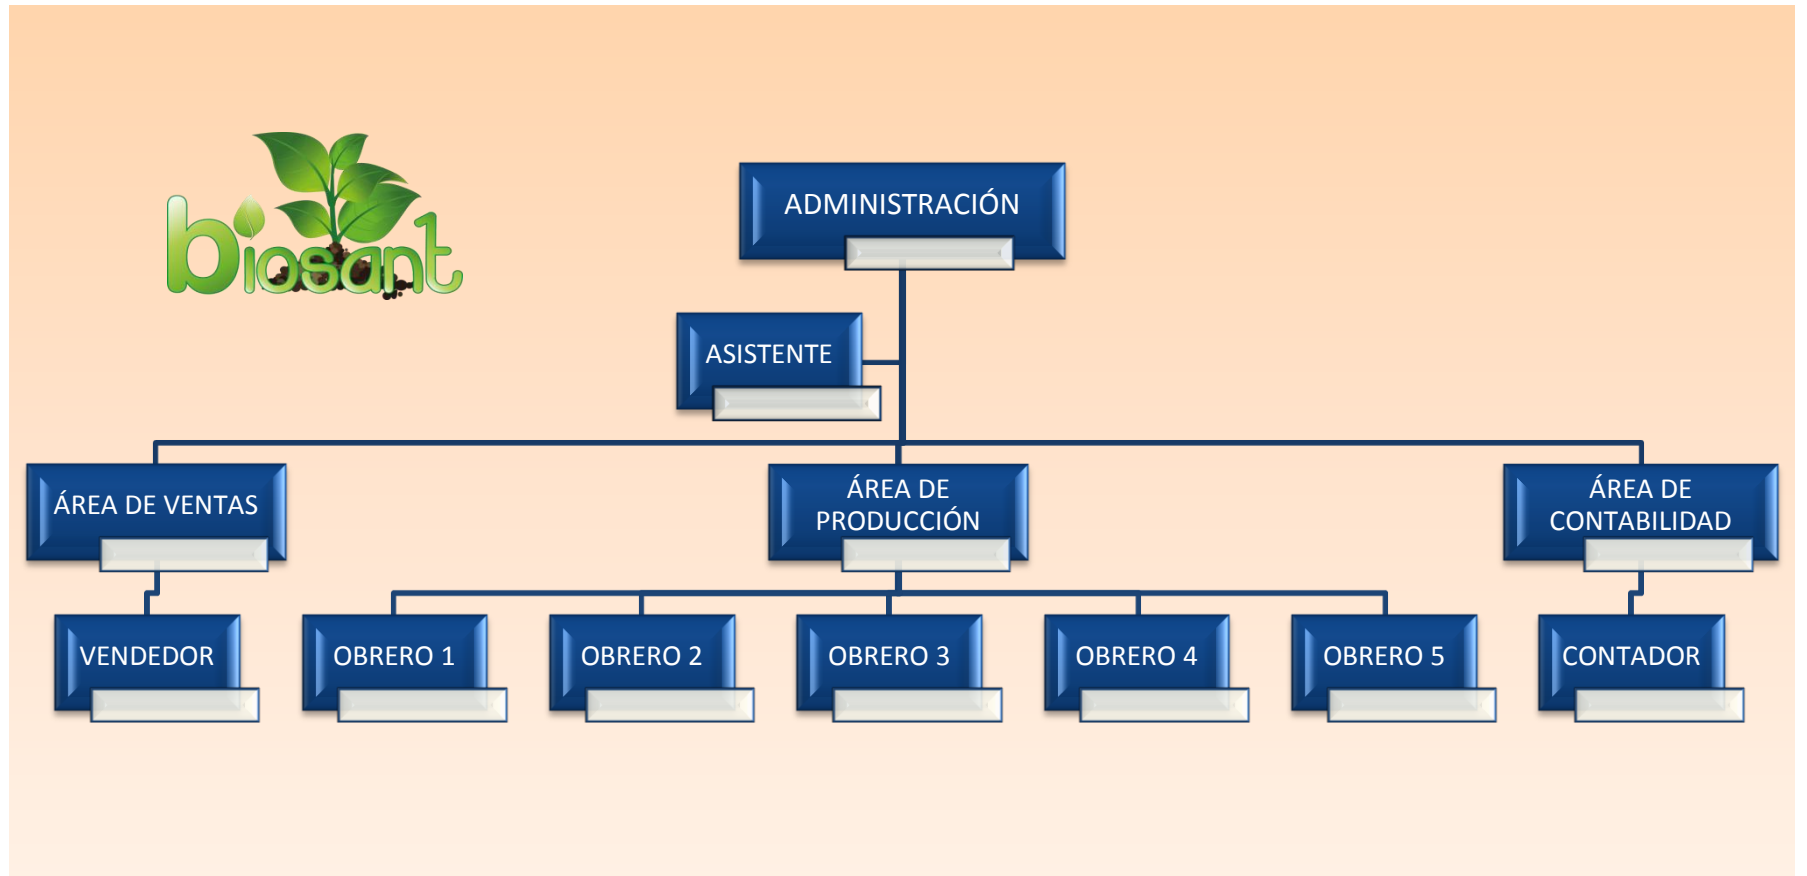 biosant
ADMINISTRACIÓN
ASISTENTE
ÁREA DE VENTAS
ÁREA DE
PRODUCCIÓN
ÁREA DE
CONTABILIDAD
VENDEDOR
OBRERO 1
OBRERO 2
OBRERO 3
OBRERO 4
OBRERO 5
CONTADOR